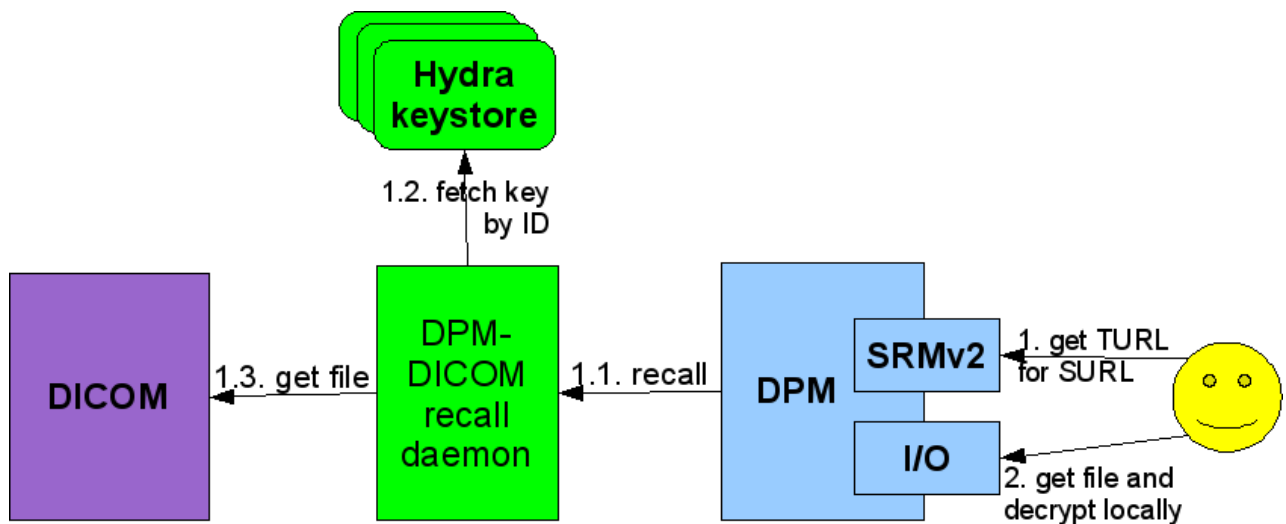 Hydra
keystore
1.2. fetch key
by ID
DICOM
1.3. get file
DPM-
DICOM
recall
daemon
1.1. recall
DPM
SRMv2
I/O
1. get TURL
for SURL
2. get file and
decrypt locally